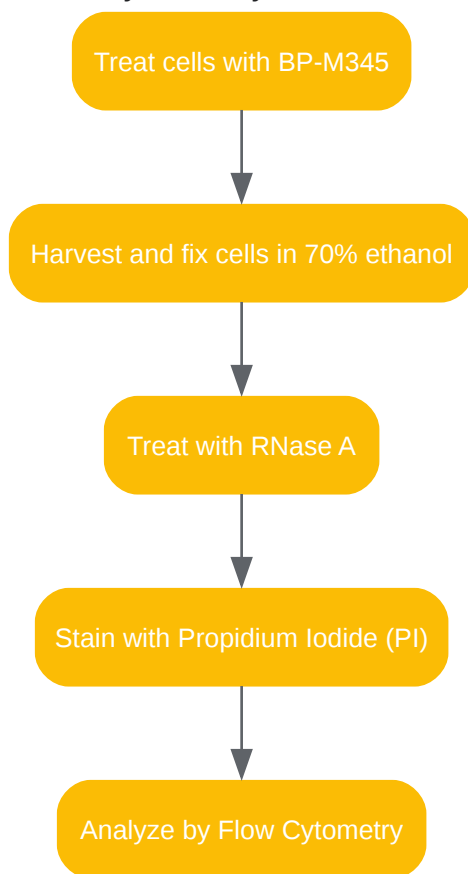 Treat cells with BP-M345
Harvest and fix cells in 70% ethanol
Treat with RNase A
Stain with Propidium Iodide (PI)
Analyze by Flow Cytometry